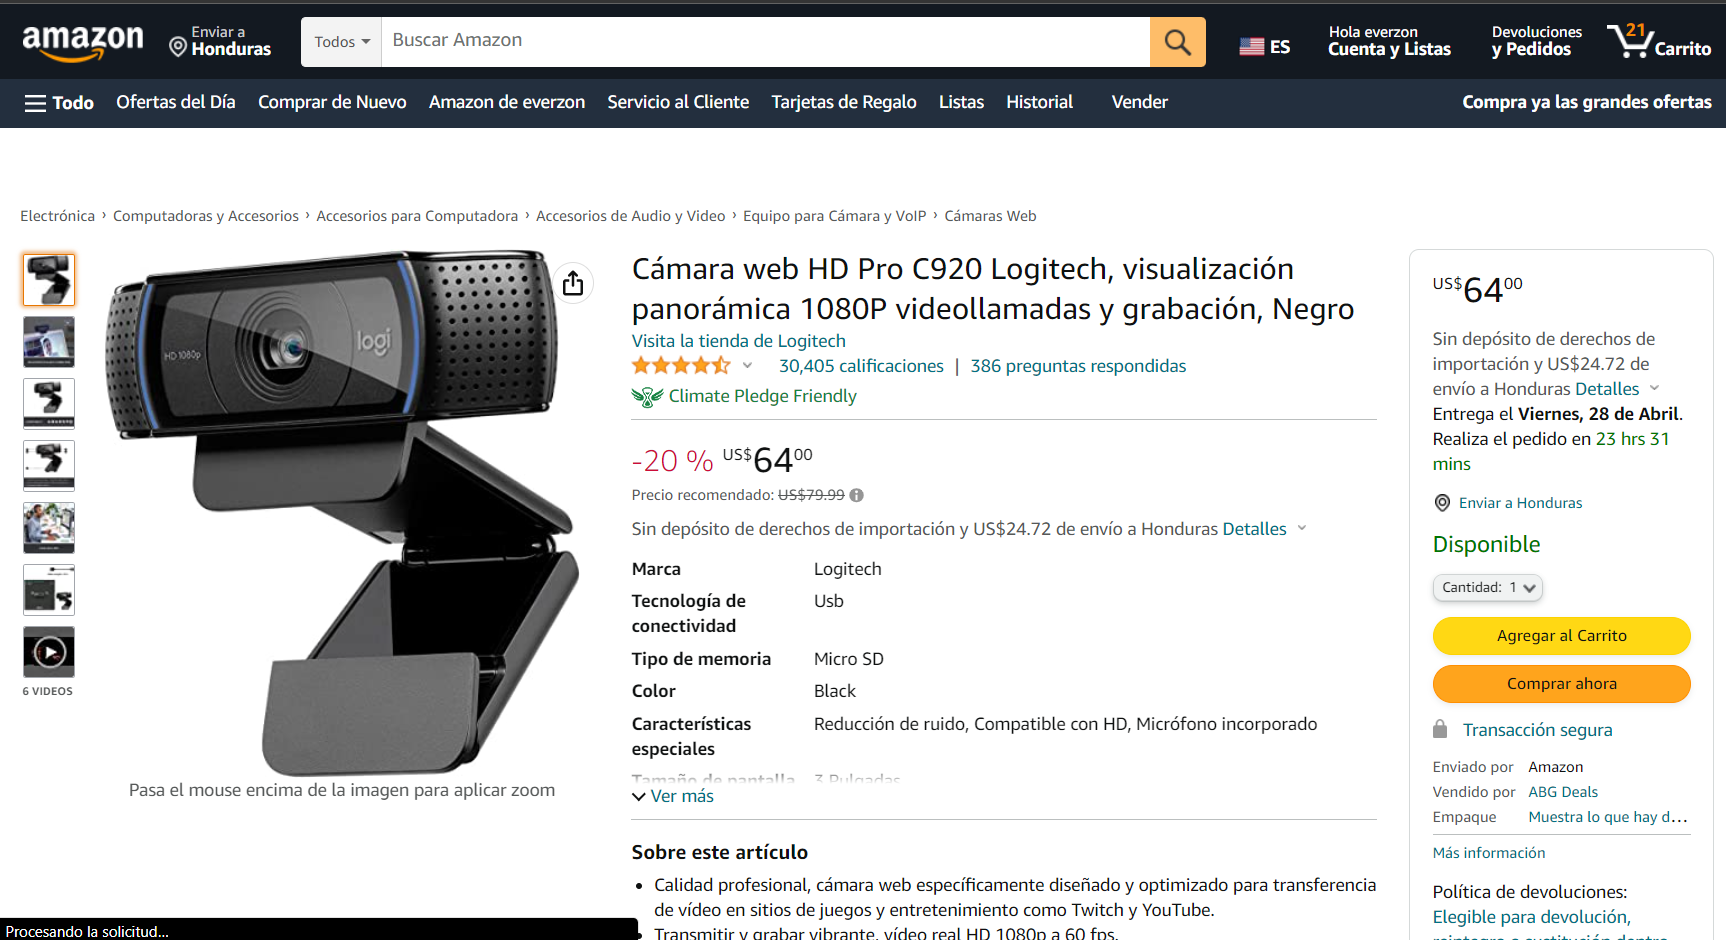 amazon
Enviar a
Honduras
Todos
Buscar Amazon
ES
Hola everzon
Cuenta y Listas
Devoluciones
y Pedidos
21
Carrito
Todo
Ofertas del Día
Comprar de Nuevo
Amazon de everzon
Servicio al Cliente
Tarjetas de Regalo
Listas
Historial
Vender
Compra ya las grandes ofertas
Electrónica › Computadoras y Accesorios › Accesorios para Computadora › Accesorios de Audio y Video › Equipo para Cámara y VoIP › Cámaras Web
HD 1080p
logi
6 VIDEOS
Pasa el mouse encima de la imagen para aplicar zoom
Cámara web HD Pro C920 Logitech, visualización
panorámica 1080P videollamadas y grabación, Negro
Visita la tienda de Logitech
30,405 calificaciones | 386 preguntas respondidas
Climate Pledge Friendly
-20 % US$6400
Precio recomendado: US$79.99
Sin depósito de derechos de importación y US$24.72 de envío a Honduras Detalles
Marca Logitech
Tecnología de Usb
conectividad
Tipo de memoria Micro SD
Color Black
Características Reducción de ruido, Compatible con HD, Micrófono incorporado
especiales
Tamaño de pantalla 3 Pulgadas
Ver más
Sobre este artículo
• Calidad profesional, cámara web específicamente diseñado y optimizado para transferencia
de vídeo en sitios de juegos y entretenimiento como Twitch y YouTube.
• Transmitir y grabar vibrante, vídeo real HD 1080p a 60 fps.
US$6400
Sin depósito de derechos de
importación y US$24.72 de
envío a Honduras Detalles
Entrega el Viernes, 28 de Abril.
Realiza el pedido en 23 hrs 31
mins
Enviar a Honduras
Disponible
Cantidad: 1
Agregar al Carrito
Comprar ahora
Transacción segura
Enviado por Amazon
Vendido por ABG Deals
Empaque Muestra lo que hay d...
Más información
Política de devoluciones:
Elegible para devolución,
reintegro o sustitución dentro
Procesando la solicitud...